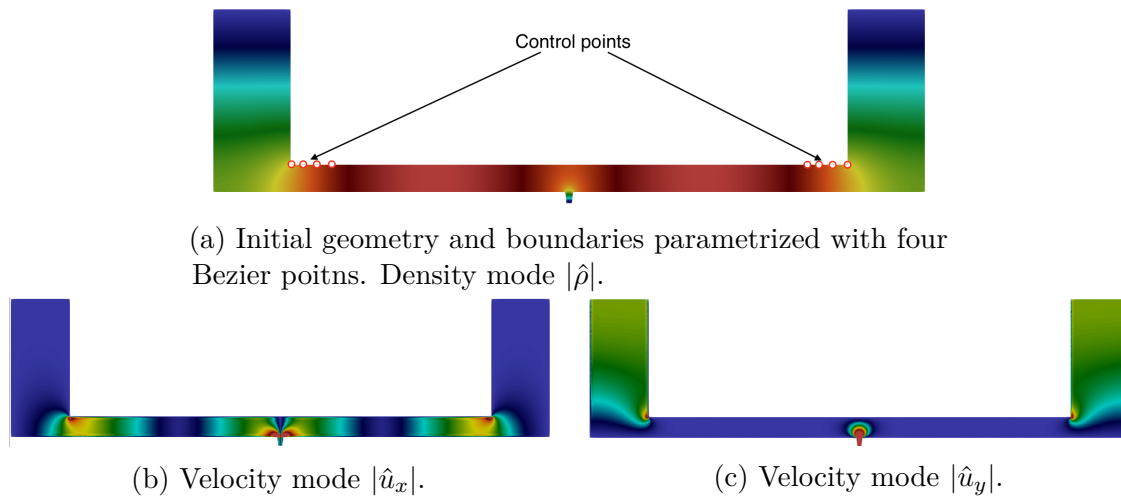 Control points
(a) Initial geometry and boundaries parametrized with four
Bezier poitns. Density mode |ρ̂|.
(b) Velocity mode |û_x|.
(c) Velocity mode |û_y|.